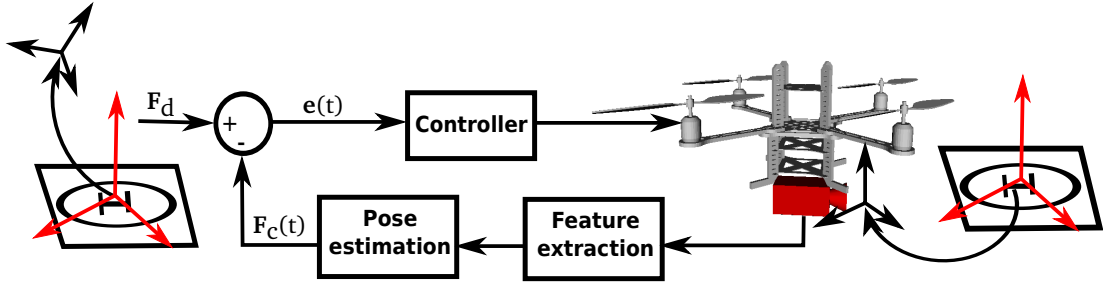 F_d
+
-
e(t)
Controller
F_c(t)
Pose
estimation
Feature
extraction
H
H